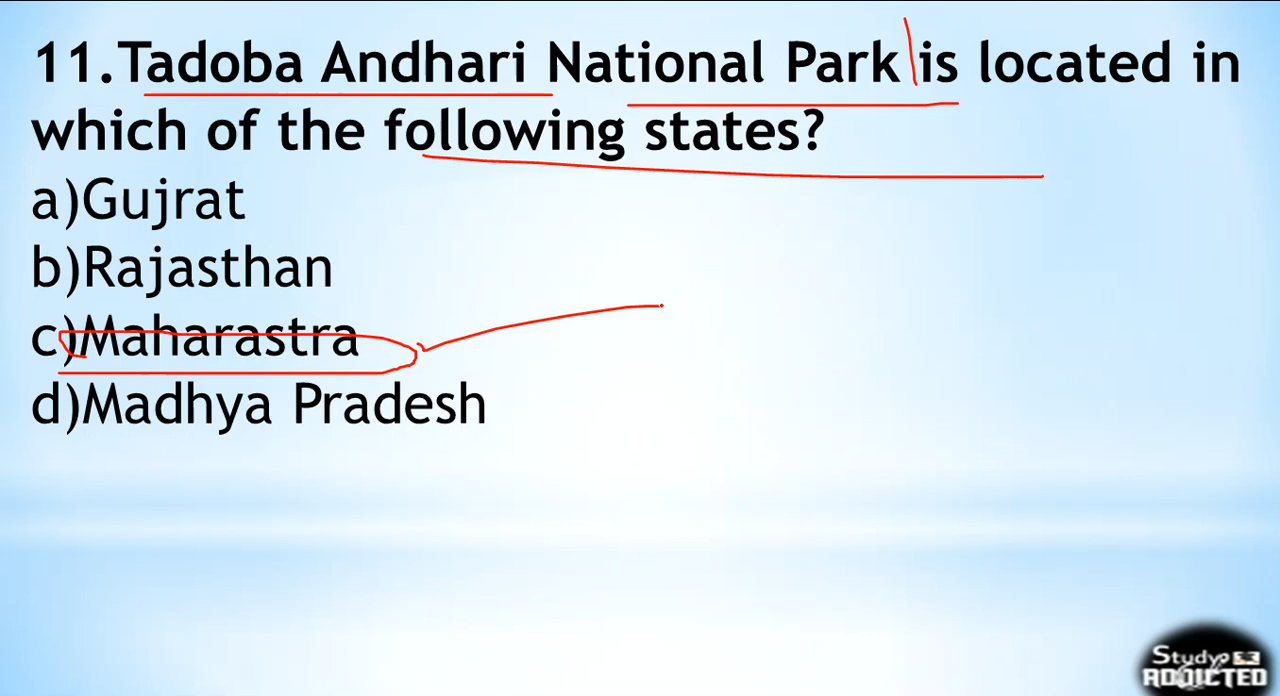 11.Tadoba Andhari National Park is located in
which of the following states?
a)Gujrat
b)Rajasthan
c)Maharastra
d)Madhya Pradesh
Study
ADDICTED